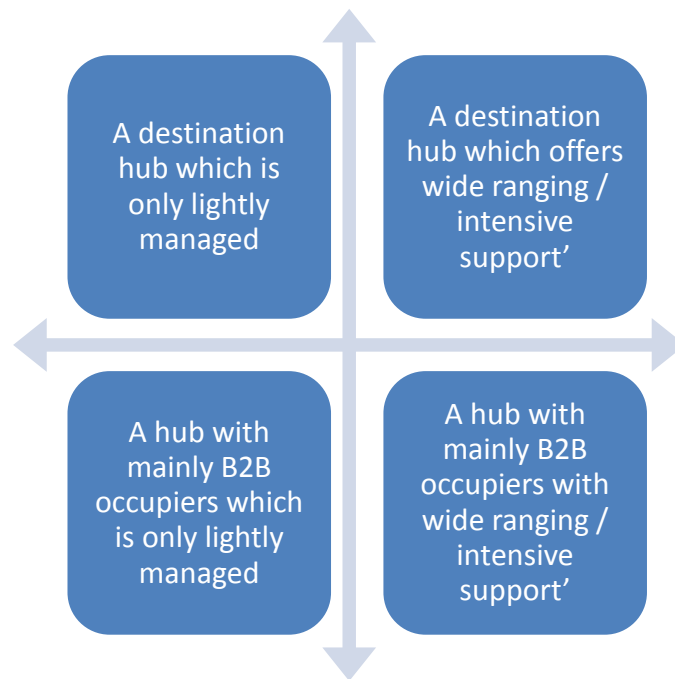 A destination
hub which is
only lightly
managed
A destination
hub which offers
wide ranging /
intensive
support’
A hub with
mainly B2B
occupiers which
is only lightly
managed
A hub with
mainly B2B
occupiers with
wide ranging /
intensive
support’